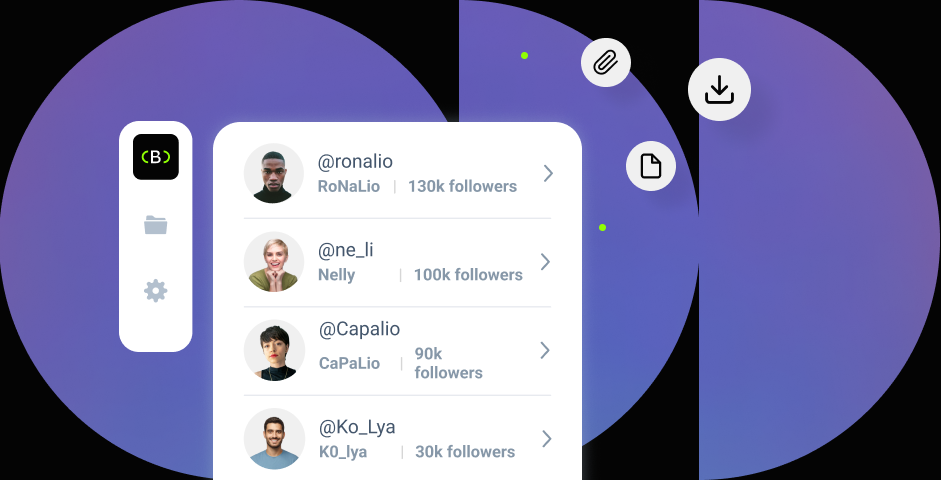 (B)
@ronalio
RoNaLio | 130k followers
@ne_li
Nelly | 100k followers
@Capalio
CaPaLio | 90k
followers
@Ko_Lya
K0_lya | 30k followers